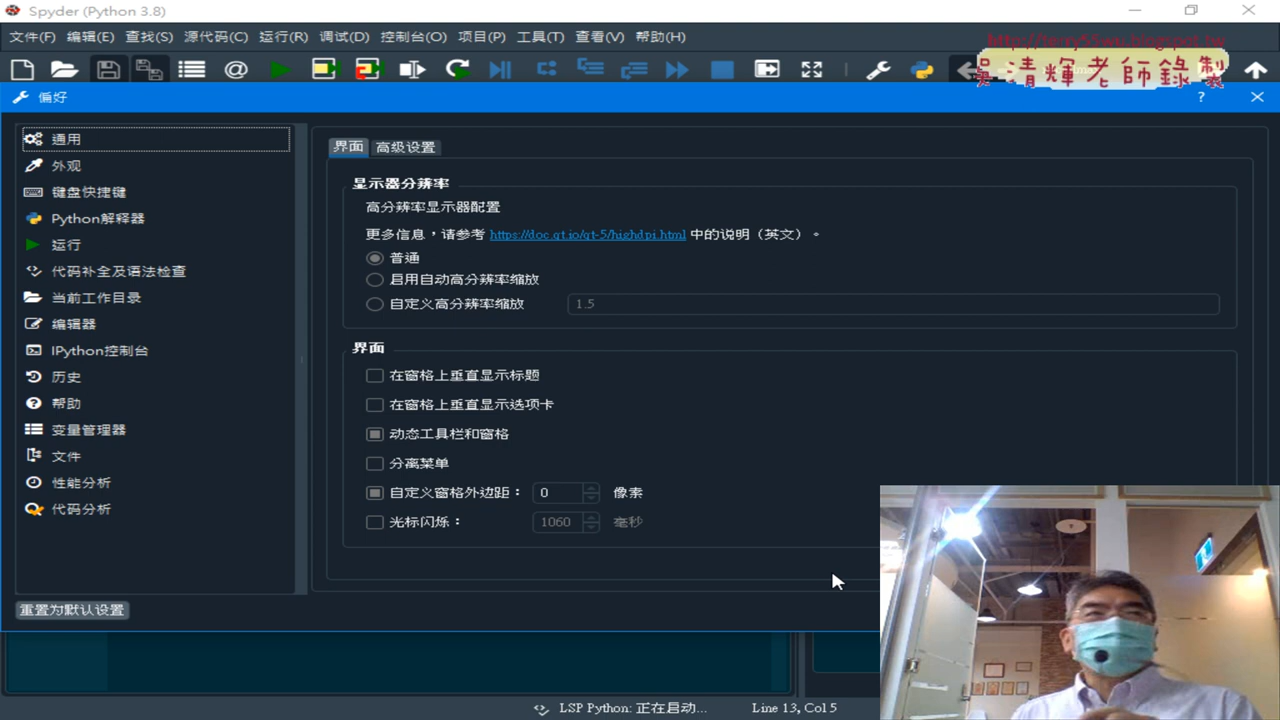 Spyder (Python 3.8)
文件(F) 编辑(E) 查找(S) 源代码(C) 运行(R) 调试(D) 控制台(O) 项目(P) 工具(T) 查看(V) 帮助(H)
http://terry55wu.blogspot.tw
吳清輝老師錄製
偏好
通用
外观
键盘快捷键
Python解释器
运行
代码补全及语法检查
当前工作目录
编辑器
IPython控制台
历史
帮助
变量管理器
文件
性能分析
代码分析
重置为默认设置
界面 高级设置
显示器分辨率
高分辨率显示器配置
更多信息，请参考 https://doc.qt.io/qt-5/highdpi.html 中的说明（英文）。
普通
启用自动高分辨率缩放
自定义高分辨率缩放 1.5
界面
在窗格上垂直显示标题
在窗格上垂直显示选项卡
动态工具栏和窗格
分离菜单
自定义窗格外边距： 0 像素
光标闪烁： 1060 毫秒
LSP Python: 正在启动... Line 13, Col 5